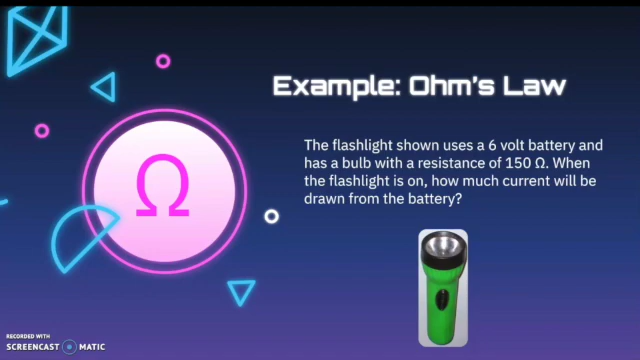 Example: Ohm's Law
The flashlight shown uses a 6 volt battery and
has a bulb with a resistance of 150 Ω. When
the flashlight is on, how much current will be
drawn from the battery?
Ω
RECORDED WITH
SCREENCAST MATIC